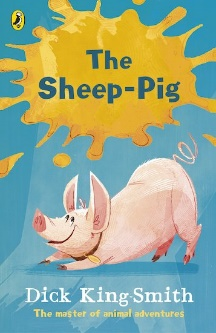 The
Sheep-Pig
Dick King-Smith
The master of animal adventures